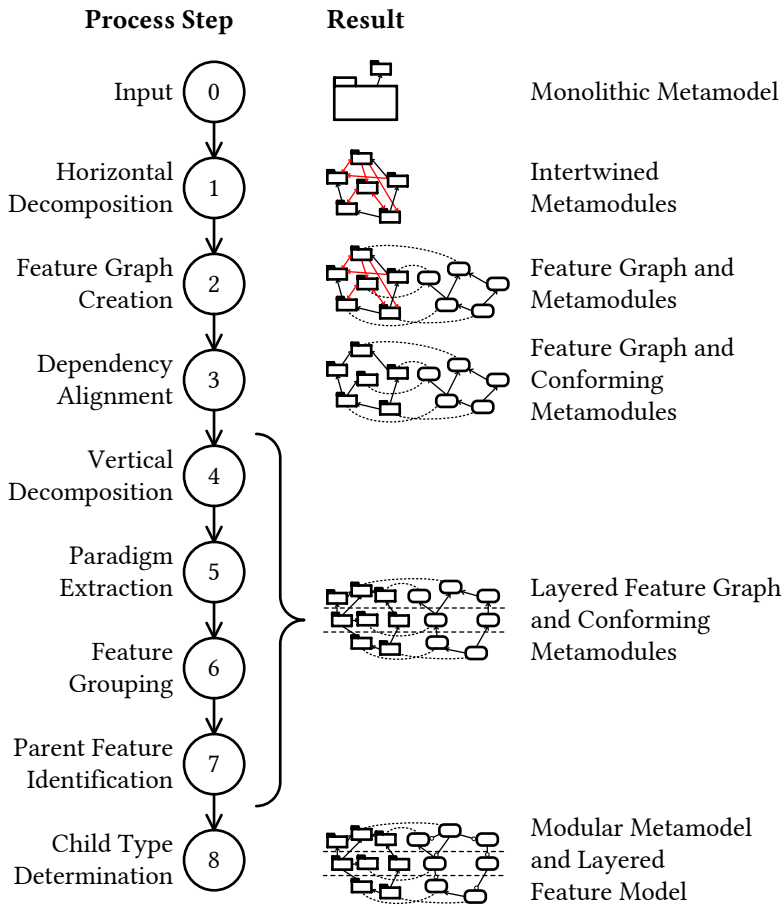 Process Step
Result
Input
0
Monolithic Metamodel
Horizontal
Decomposition
1
Intertwined
Metamodules
Feature Graph
Creation
2
Feature Graph and
Metamodules
Dependency
Alignment
3
Feature Graph and
Conforming
Metamodules
Vertical
Decomposition
4
Paradigm
Extraction
5
Layered Feature Graph
and Conforming
Metamodules
Feature
Grouping
6
Parent Feature
Identification
7
Child Type
Determination
8
Modular Metamodel
and Layered
Feature Model